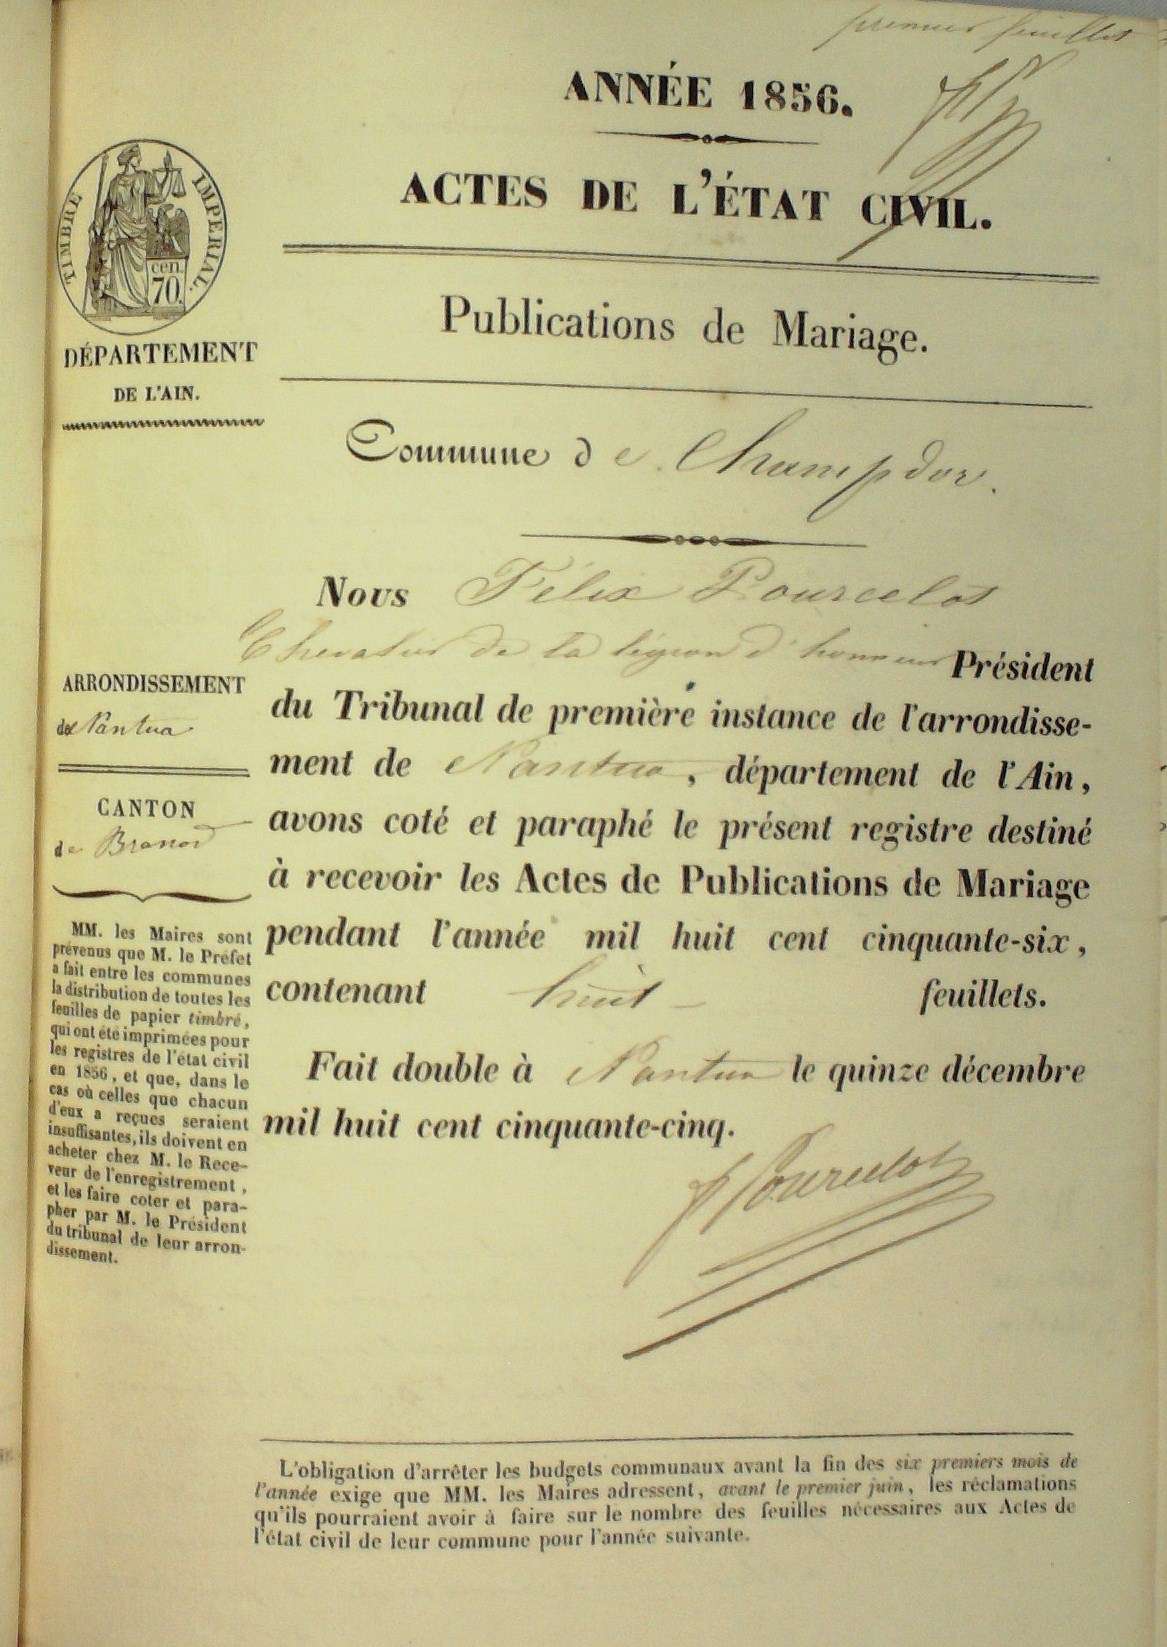 premier feuillet
ANNÉE 1856.
ACTES DE L'ÉTAT CIVIL.
TIMBRE IMPERIAL.
cen.
70.
DÉPARTEMENT
DE L'AIN.
Publications de Mariage.
Commune de Champdor.
Nous Félix Pourcelot
Chevalier de la légion d'honneur Président
du Tribunal de première instance de l'arrondisse-
ment de Nantua, département de l'Ain,
avons coté et paraphé le présent registre destiné
à recevoir les Actes de Publications de Mariage
pendant l'année mil huit cent cinquante-six,
contenant huit feuillets.
Fait double à Nantua le quinze décembre
mil huit cent cinquante-cinq.
Pourcelot
ARRONDISSEMENT
de Nantua
CANTON
de Brenod
MM. les Maires sont
prévenus que M. le Préfet
a fait entre les communes
la distribution de toutes les
feuilles de papier timbré,
qui ont été imprimées pour
les registres de l'état civil
en 1856, et que, dans le
cas où celles que chacun
d'eux a reçues seraient
insuffisantes, ils doivent en
acheter chez M. le Rece-
veur de l'enregistrement,
et les faire coter et para-
pher par M. le Président
du tribunal de leur arron-
dissement.
L'obligation d'arrêter les budgets communaux avant la fin des six premiers mois de
l'année exige que MM. les Maires adressent, avant le premier juin, les réclamations
qu'ils pourraient avoir à faire sur le nombre des feuilles nécessaires aux Actes de
l'état civil de leur commune pour l'année suivante.